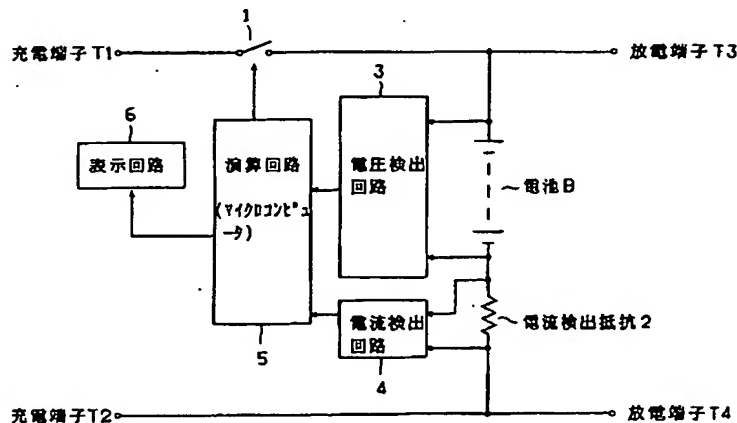 1
充電端子T1
放電端子T3
3
6
表示回路
演算回路
(マイクロコンピュ
ータ)
電圧検出
回路
電池B
電流検出
回路
電流検出抵抗2
5
4
充電端子T2
放電端子T4